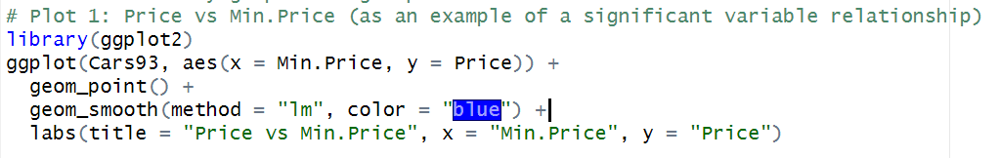 # Plot 1: Price vs Min.Price (as an example of a significant variable relationship)
library(ggplot2)
ggplot(Cars93, aes(x = Min.Price, y = Price)) +
  geom_point() +
  geom_smooth(method = "lm", color = "blue") +
  labs(title = "Price vs Min.Price", x = "Min.Price", y = "Price")